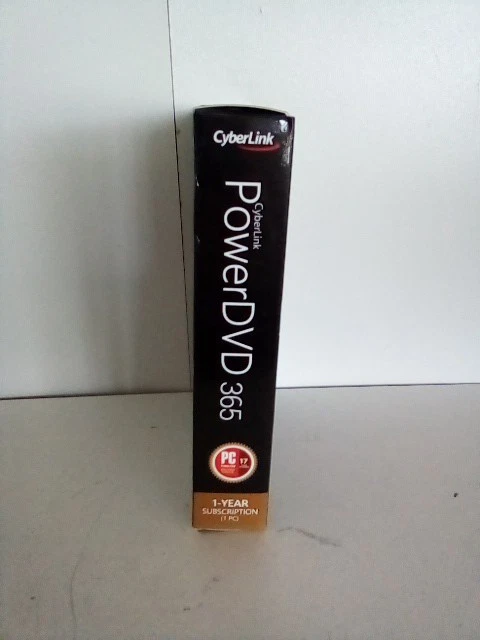 CyberLink
CyberLink
PowerDVD 365
PC
17
1-YEAR
SUBSCRIPTION
(1 PC)